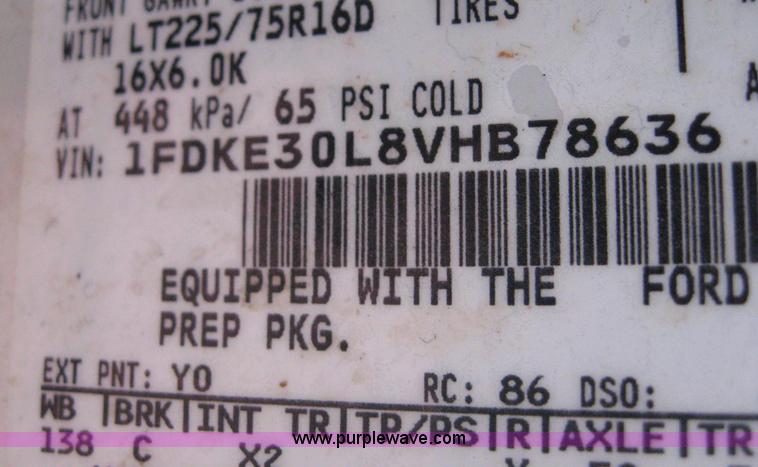 FRONT
WITH LT225/75R16D TIRES
16X6.0K
AT 448 kPa/ 65 PSI COLD
VIN: 1FDKE30L8VHB78636
EQUIPPED WITH THE FORD
PREP PKG.
EXT PNT: YO RC: 86 DSO:
WB BRK INT TR TP/PS R AXLE TR
138 C X2
www.purplewave.com